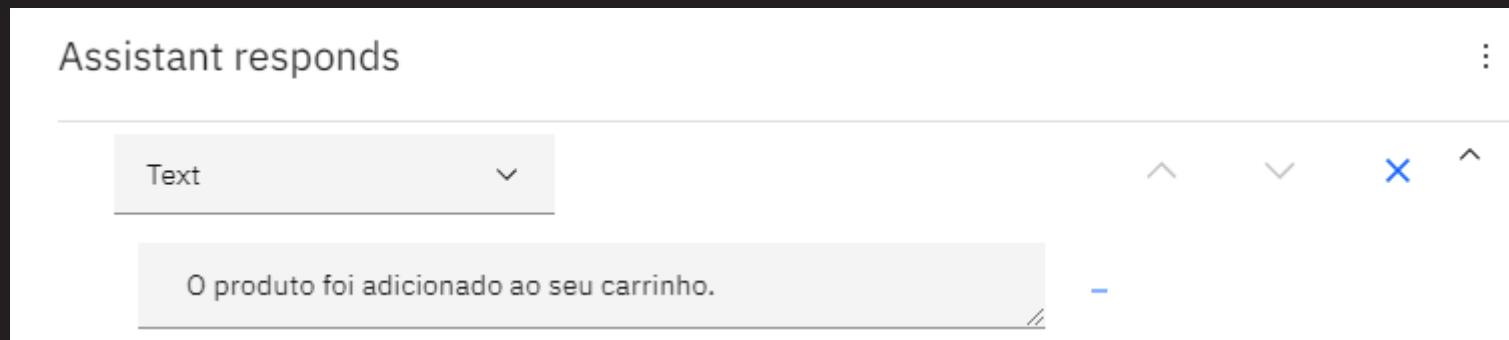 Assistant responds
Text
O produto foi adicionado ao seu carrinho.